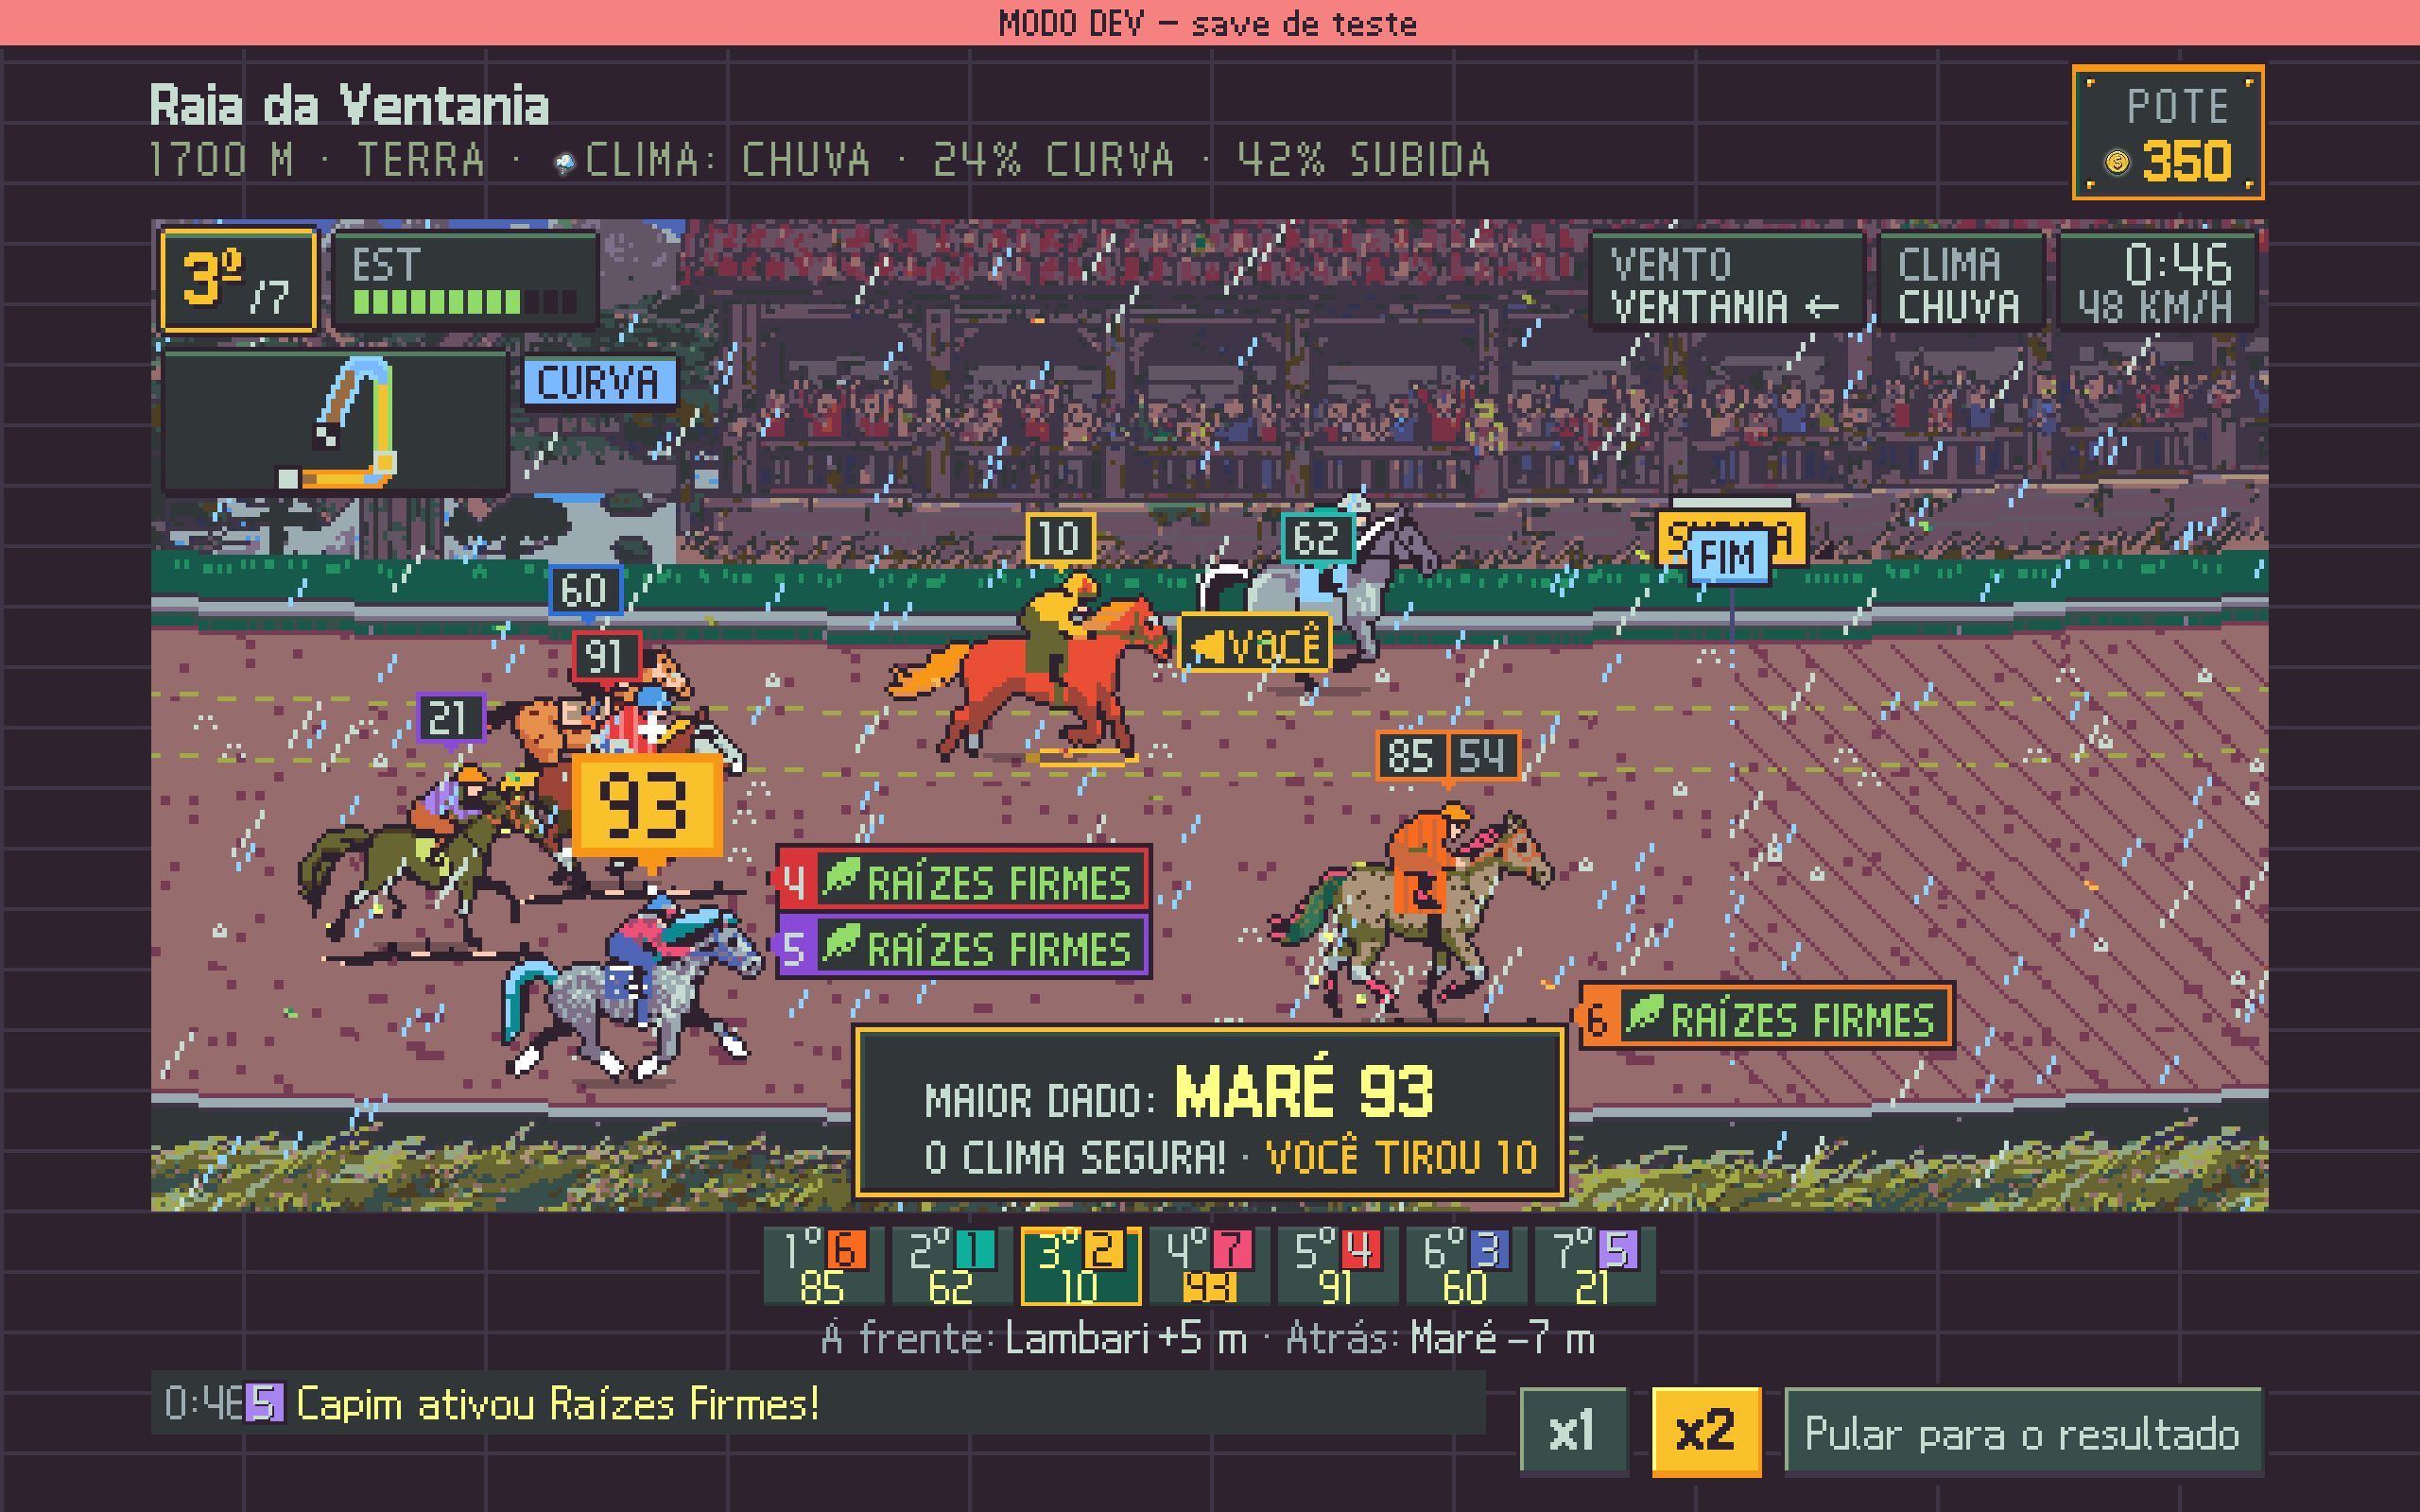 MODO DEV – save de teste
Raia da Ventania
1700 M · TERRA · CLIMA: CHUVA · 24% CURVA · 42% SUBIDA
POTE
350
3º/7
EST
VENTO
VENTANIA ←
CLIMA
CHUVA
0:46
48 KM/H
CURVA
10
62
FIM
60
91
VOCÊ
21
85 54
93
4 RAÍZES FIRMES
5 RAÍZES FIRMES
6 RAÍZES FIRMES
MAIOR DADO: MARÉ 93
O CLIMA SEGURA! · VOCÊ TIROU 10
1º 6 2º 1 3º 2 4º 7 5º 4 6º 3 7º 5
85 62 10 93 91 60 21
À frente: Lambari +5 m · Atrás: Maré –7 m
5 Capim ativou Raízes Firmes!
x1
x2
Pular para o resultado